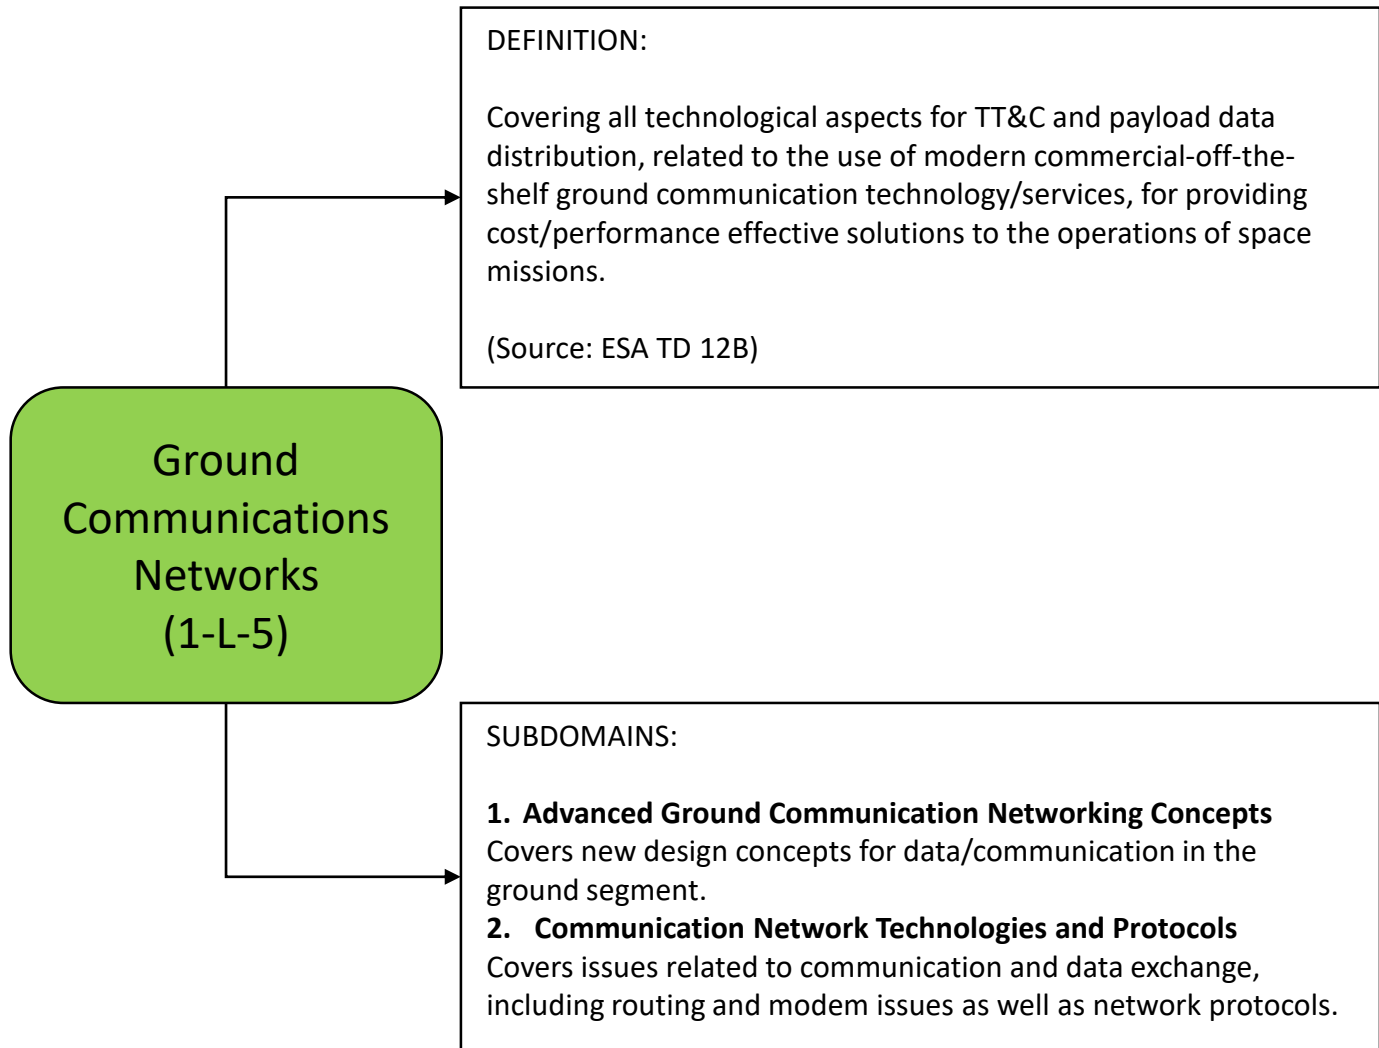 DEFINITION:
Covering all technological aspects for TT&C and payload data
distribution, related to the use of modern commercial-off-the-
shelf ground communication technology/services, for providing
cost/performance effective solutions to the operations of space
missions.
(Source: ESA TD 12B)
Ground
Communications
Networks
(1-L-5)
SUBDOMAINS:
1. Advanced Ground Communication Networking Concepts
Covers new design concepts for data/communication in the
ground segment.
2. Communication Network Technologies and Protocols
Covers issues related to communication and data exchange,
including routing and modem issues as well as network protocols.